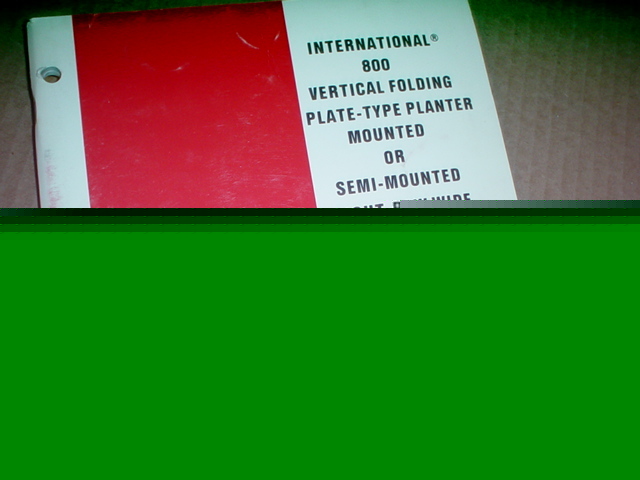 INTERNATIONAL®
800
VERTICAL FOLDING
PLATE-TYPE PLANTER
MOUNTED
OR
SEMI-MOUNTED